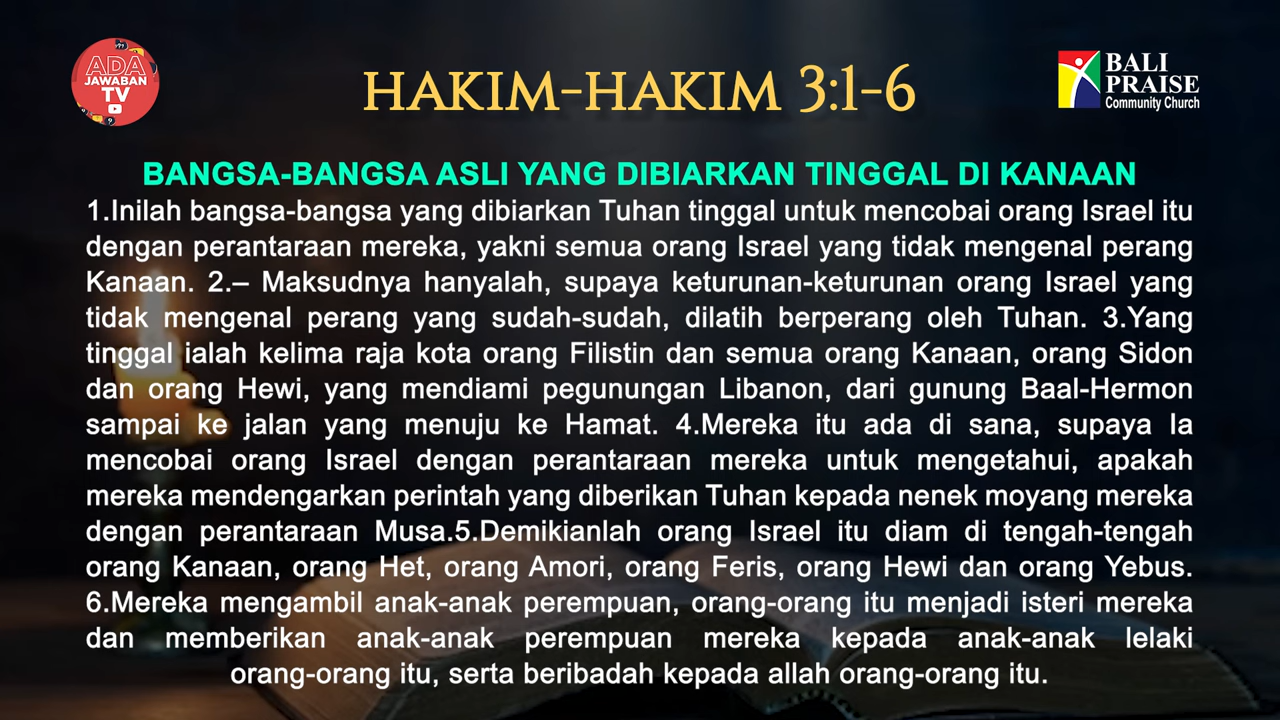 ADA
JAWABAN
TV
HAKIM-HAKIM 3:1-6
BALI
PRAISE
Community Church
BANGSA-BANGSA ASLI YANG DIBIARKAN TINGGAL DI KANAAN
1.Inilah bangsa-bangsa yang dibiarkan Tuhan tinggal untuk mencobai orang Israel itu
dengan perantaraan mereka, yakni semua orang Israel yang tidak mengenal perang
Kanaan. 2.– Maksudnya hanyalah, supaya keturunan-keturunan orang Israel yang
tidak mengenal perang yang sudah-sudah, dilatih berperang oleh Tuhan. 3.Yang
tinggal ialah kelima raja kota orang Filistin dan semua orang Kanaan, orang Sidon
dan orang Hewi, yang mendiami pegunungan Libanon, dari gunung Baal-Hermon
sampai ke jalan yang menuju ke Hamat. 4.Mereka itu ada di sana, supaya Ia
mencobai orang Israel dengan perantaraan mereka untuk mengetahui, apakah
mereka mendengarkan perintah yang diberikan Tuhan kepada nenek moyang mereka
dengan perantaraan Musa.5.Demikianlah orang Israel itu diam di tengah-tengah
orang Kanaan, orang Het, orang Amori, orang Feris, orang Hewi dan orang Yebus.
6.Mereka mengambil anak-anak perempuan, orang-orang itu menjadi isteri mereka
dan memberikan anak-anak perempuan mereka kepada anak-anak lelaki
orang-orang itu, serta beribadah kepada allah orang-orang itu.